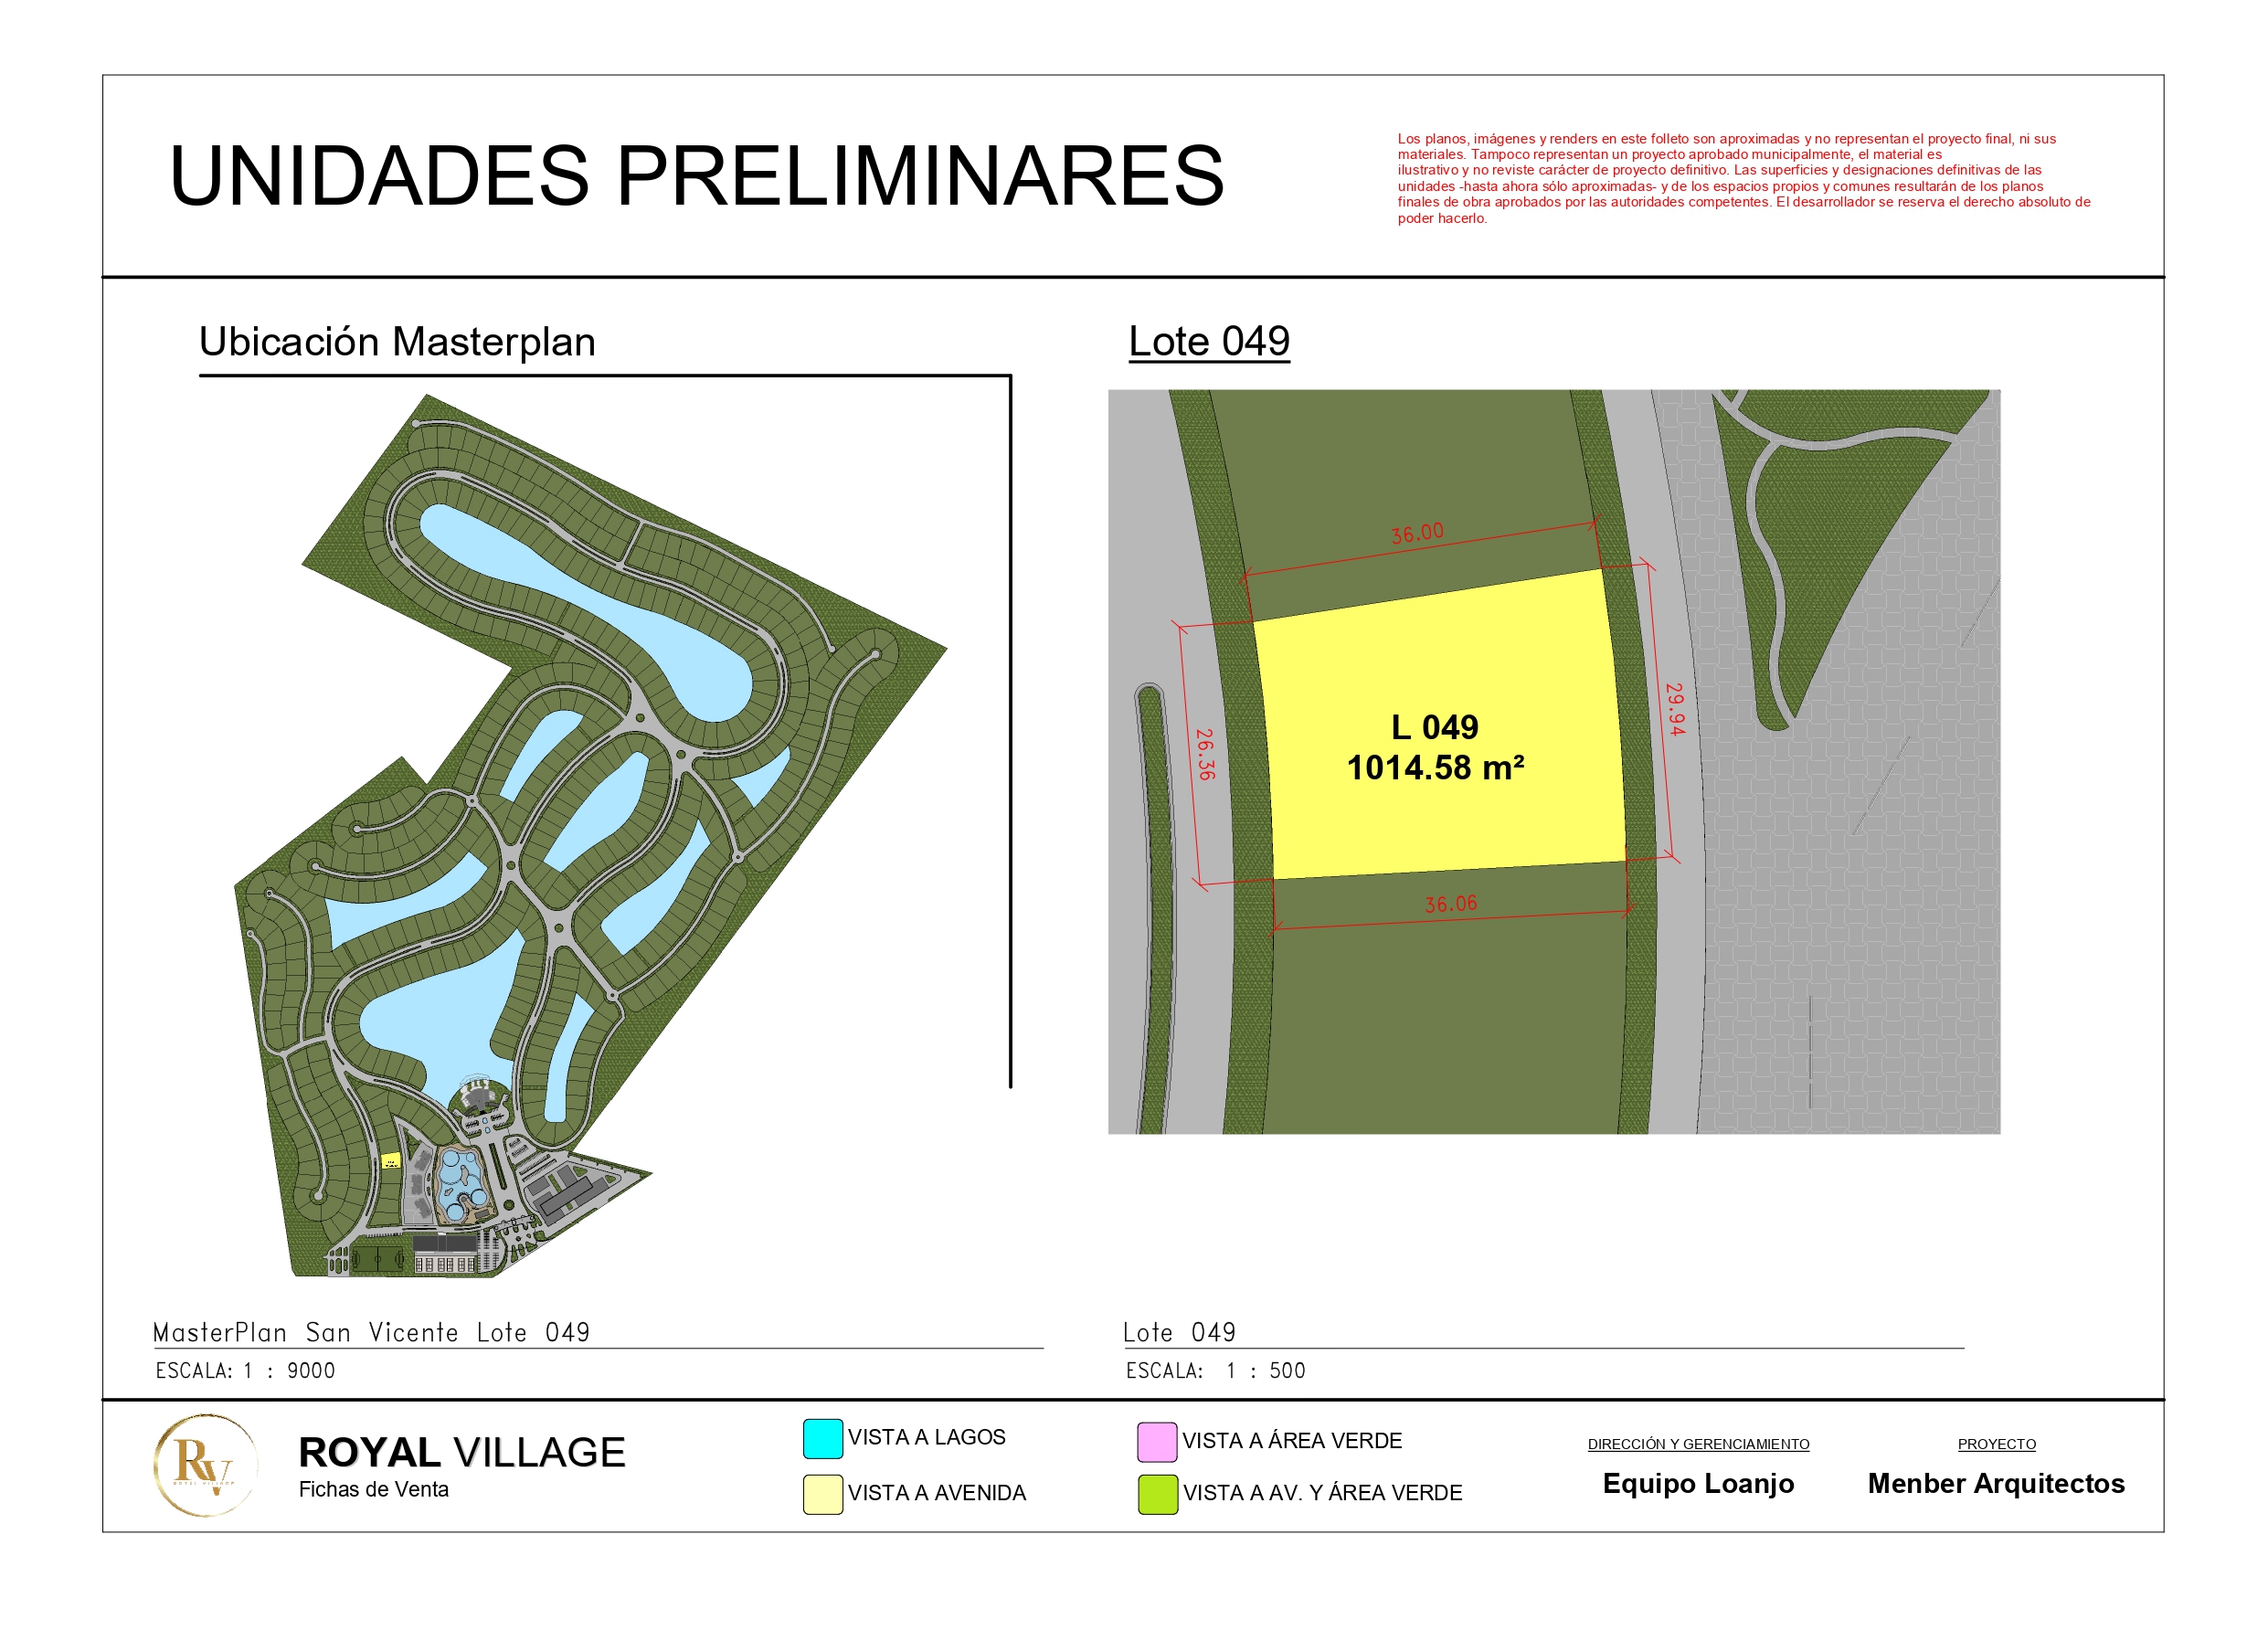 UNIDADES PRELIMINARES
Los planos, imágenes y renders en este folleto son aproximadas y no representan el proyecto final, ni sus
materiales. Tampoco representan un proyecto aprobado municipalmente, el material es
ilustrativo y no reviste carácter de proyecto definitivo. Las superficies y designaciones definitivas de las
unidades -hasta ahora sólo aproximadas- y de los espacios propios y comunes resultarán de los planos
finales de obra aprobados por las autoridades competentes. El desarrollador se reserva el derecho absoluto de
poder hacerlo.
Ubicación Masterplan
Lote 049
36.00
29.94
26.36
L 049
1014.58 m²
36.06
MasterPlan San Vicente Lote 049
ESCALA: 1 : 9000
Lote 049
ESCALA: 1 : 500
RV
ROYAL VILLAGE
ROYAL VILLAGE
Fichas de Venta
VISTA A LAGOS
VISTA A AVENIDA
VISTA A ÁREA VERDE
VISTA A AV. Y ÁREA VERDE
DIRECCIÓN Y GERENCIAMIENTO
Equipo Loanjo
PROYECTO
Menber Arquitectos